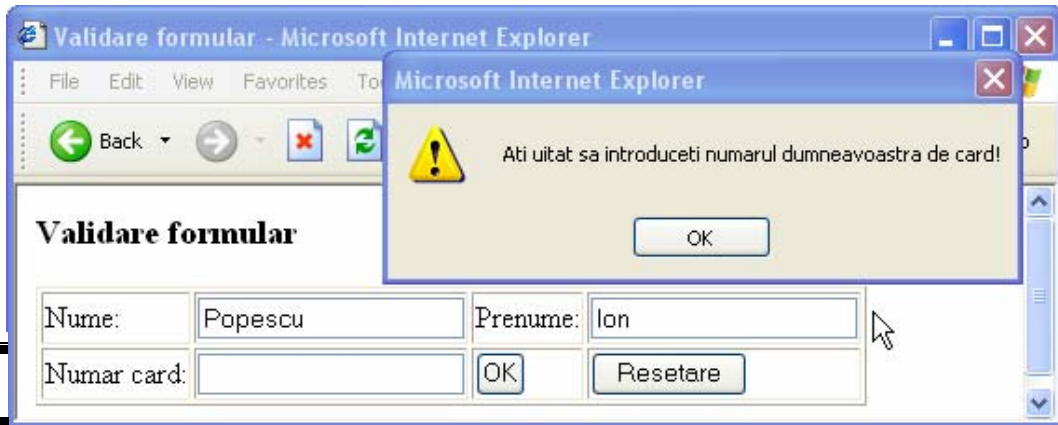 Validare formular - Microsoft Internet Explorer
File Edit View Favorites
Back
Microsoft Internet Explorer
Ati uitat sa introduceti numarul dumneavoastra de card!
OK
Validare formular
Nume: Popescu Prenume: Ion
Numar card: OK Resetare